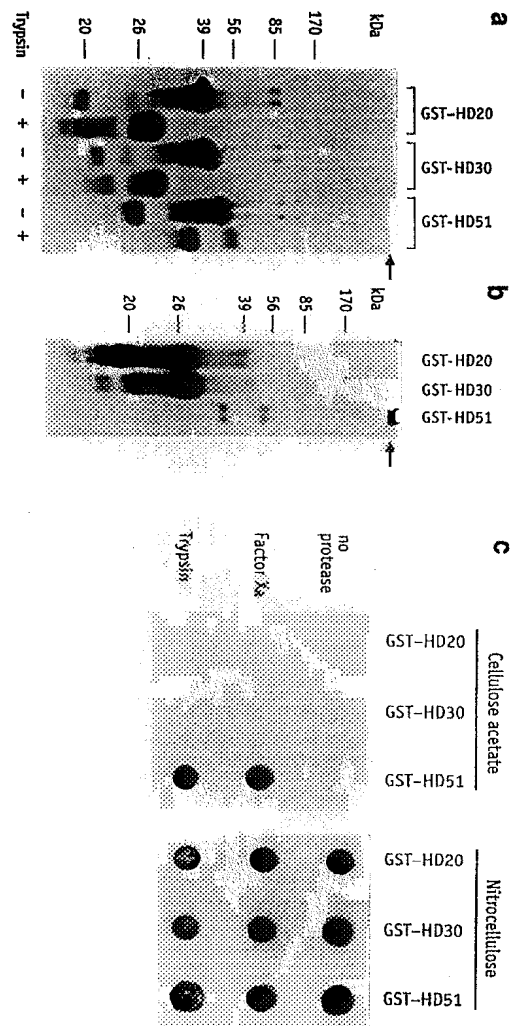 a
kDa
170
85
56
39
26
20
Trypsin
GST-HD20
GST-HD30
GST-HD51
- + - + - +
b
kDa
170
85
56
39
26
20
GST-HD20
GST-HD30
GST-HD51
c
Cellulose acetate
Nitrocellulose
GST-HD20
GST-HD30
GST-HD51
GST-HD20
GST-HD30
GST-HD51
no protease
Factor Xa
Trypsin